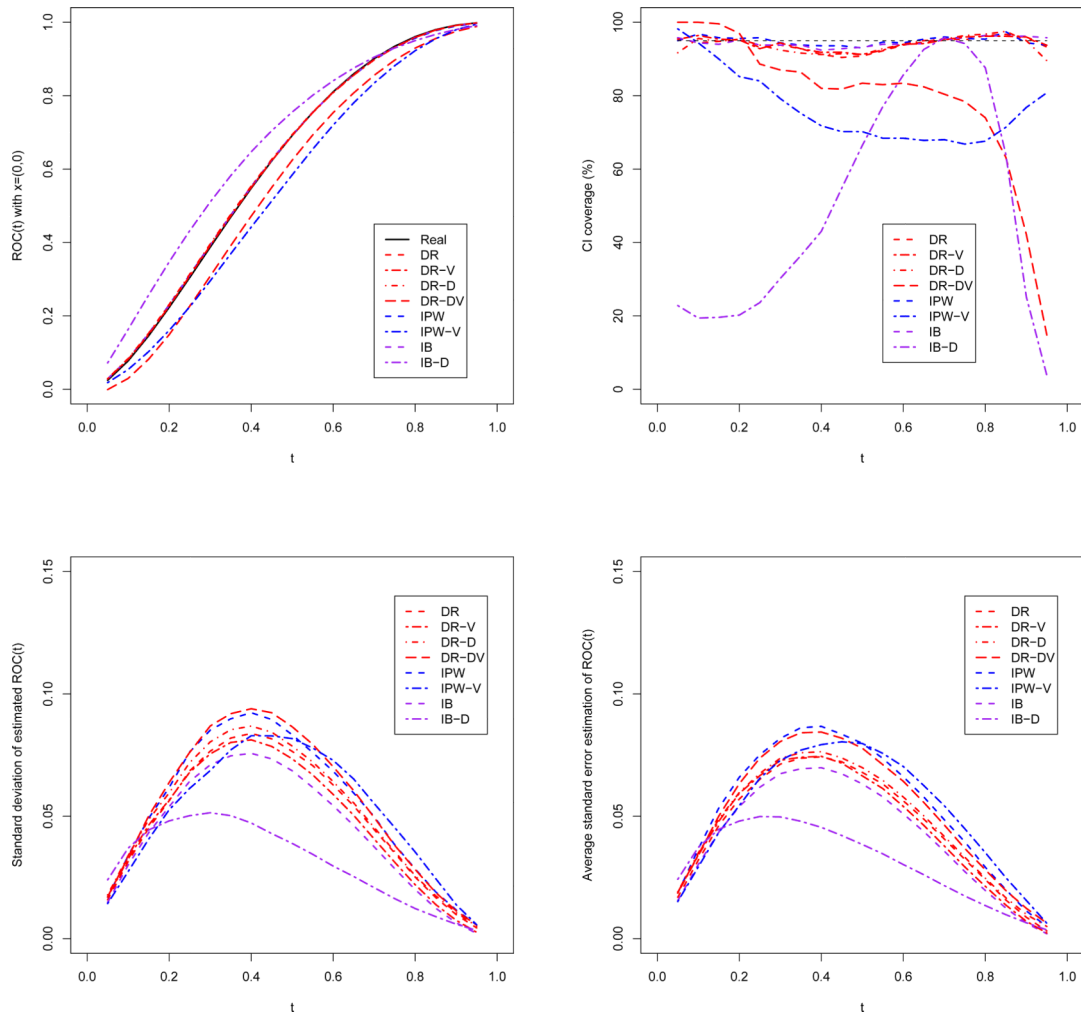 ROC(t) with x=(0,0)
1.0
0.8
0.6
0.4
0.2
0.0
Real
DR
DR−V
DR−D
DR−DV
IPW
IPW−V
IB
IB−D
0.0 0.2 0.4 0.6 0.8 1.0
t
CI coverage (%)
100
80
60
40
20
0
DR
DR−V
DR−D
DR−DV
IPW
IPW−V
IB
IB−D
0.0 0.2 0.4 0.6 0.8 1.0
t
Standard deviation of estimated ROC(t)
0.15
0.10
0.05
0.00
DR
DR−V
DR−D
DR−DV
IPW
IPW−V
IB
IB−D
0.0 0.2 0.4 0.6 0.8 1.0
t
Average standard error estimation of ROC(t)
0.15
0.10
0.05
0.00
DR
DR−V
DR−D
DR−DV
IPW
IPW−V
IB
IB−D
0.0 0.2 0.4 0.6 0.8 1.0
t